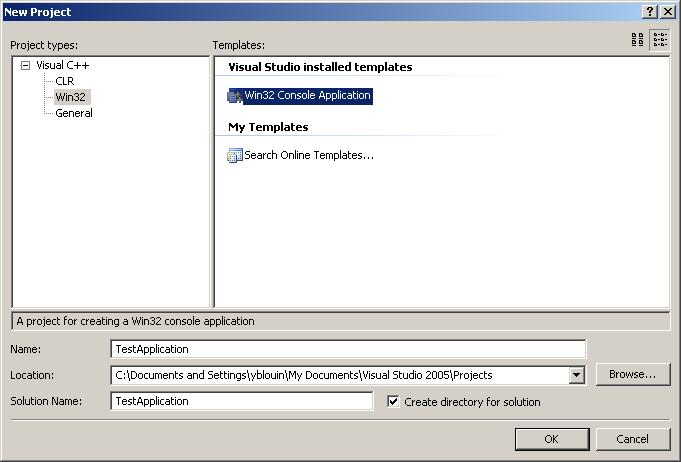 New Project
Project types:
Templates:
Visual C++
CLR
Win32
General
Visual Studio installed templates
Win32 Console Application
My Templates
Search Online Templates...
A project for creating a Win32 console application
Name:
TestApplication
Location:
C:\Documents and Settings\yblouin\My Documents\Visual Studio 2005\Projects
Browse...
Solution Name:
TestApplication
Create directory for solution
OK
Cancel